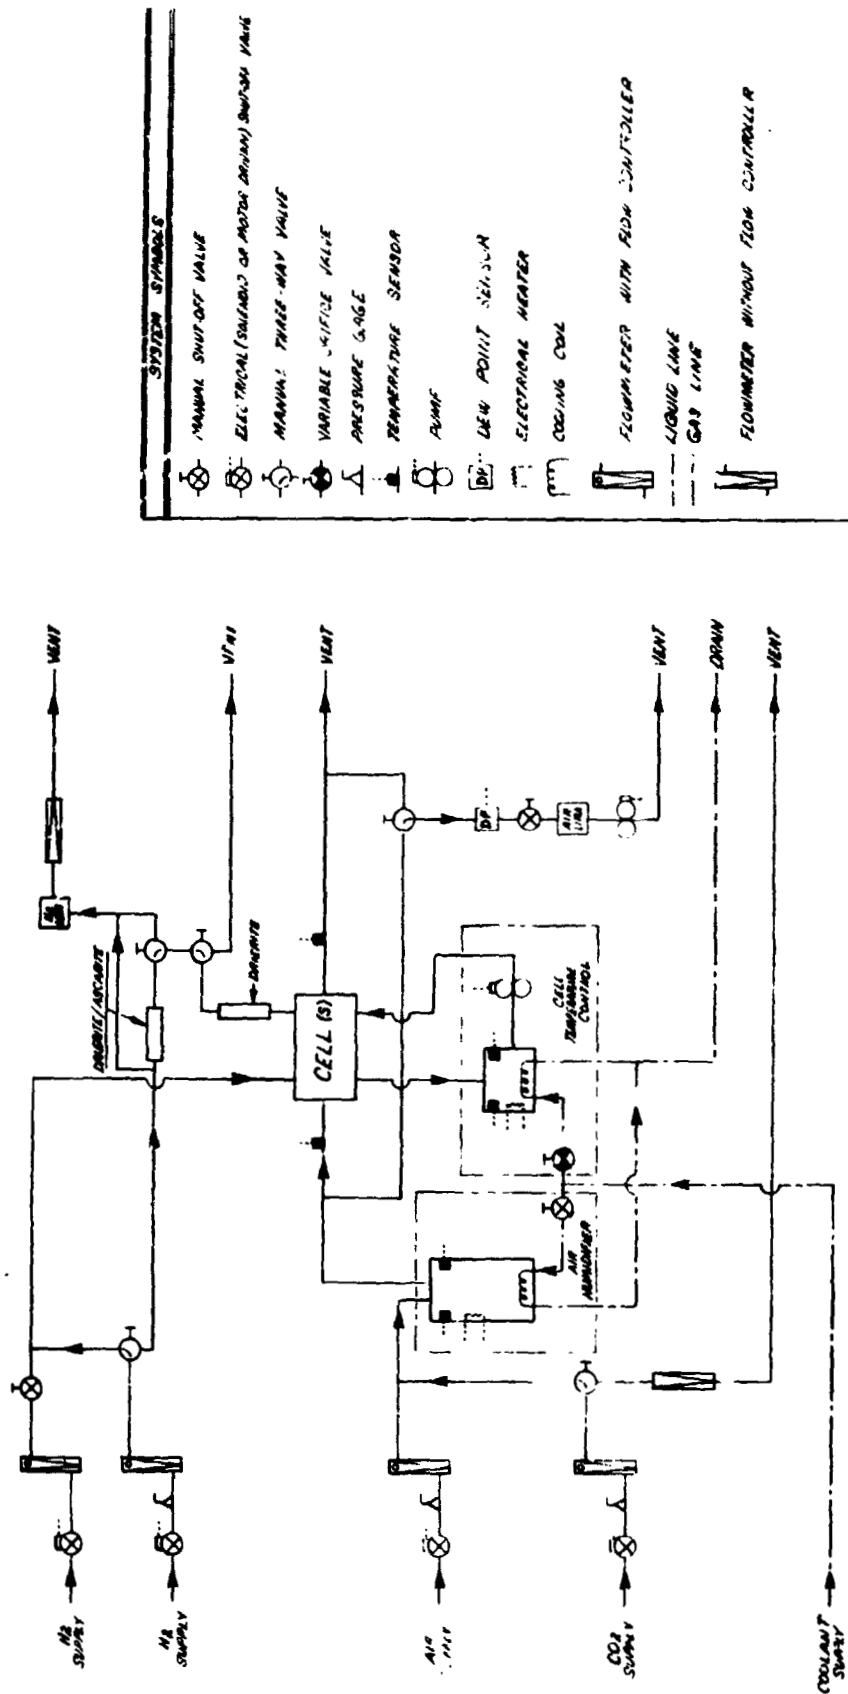 SYSTEM SYMBOLS
MANUAL SHUT-OFF VALVE
ELECTRICAL (SOLENOID OR MOTOR DRIVEN) SHUT-OFF VALVE
MANUAL THREE-WAY VALVE
VARIABLE ORIFICE VALVE
PRESSURE GAGE
TEMPERATURE SENSOR
PUMP
DP
DEW POINT SENSOR
ELECTRICAL HEATER
COOLING COIL
FLOWMETER WITH FLOW CONTROLLER
LIQUID LINE
GAS LINE
FLOWMETER WITHOUT FLOW CONTROLLER
VENT
VENT
VENT
VENT
DRAIN
VENT
DRIERITE/ASCARITE
DRIERITE
CELL (S)
DP
AIR
CELL
TEMPERATURE
CONTROL
AIR
HUMIDIFIER
SUPPLY
SUPPLY
AIR
CO2
SUPPLY
COOLANT
SUPPLY